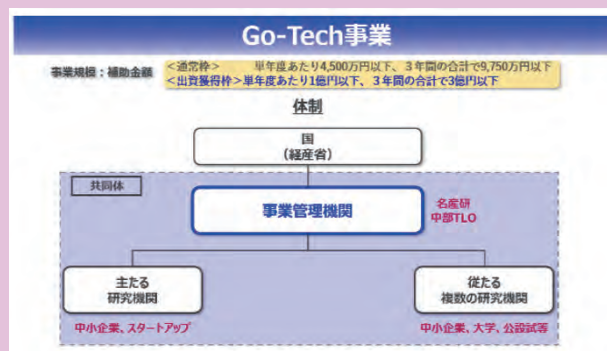 Go-Tech事業
事業規模：補助金額
＜通常枠＞　　単年度あたり4,500万円以下、３年間の合計で9,750万円以下
＜出資獲得枠＞単年度あたり1億円以下、３年間の合計で3億円以下
体制
国
（経産省）
共同体
事業管理機関
名産研
中部TLO
主たる
研究機関
従たる
複数の研究機関
中小企業、スタートアップ
中小企業、大学、公設試等